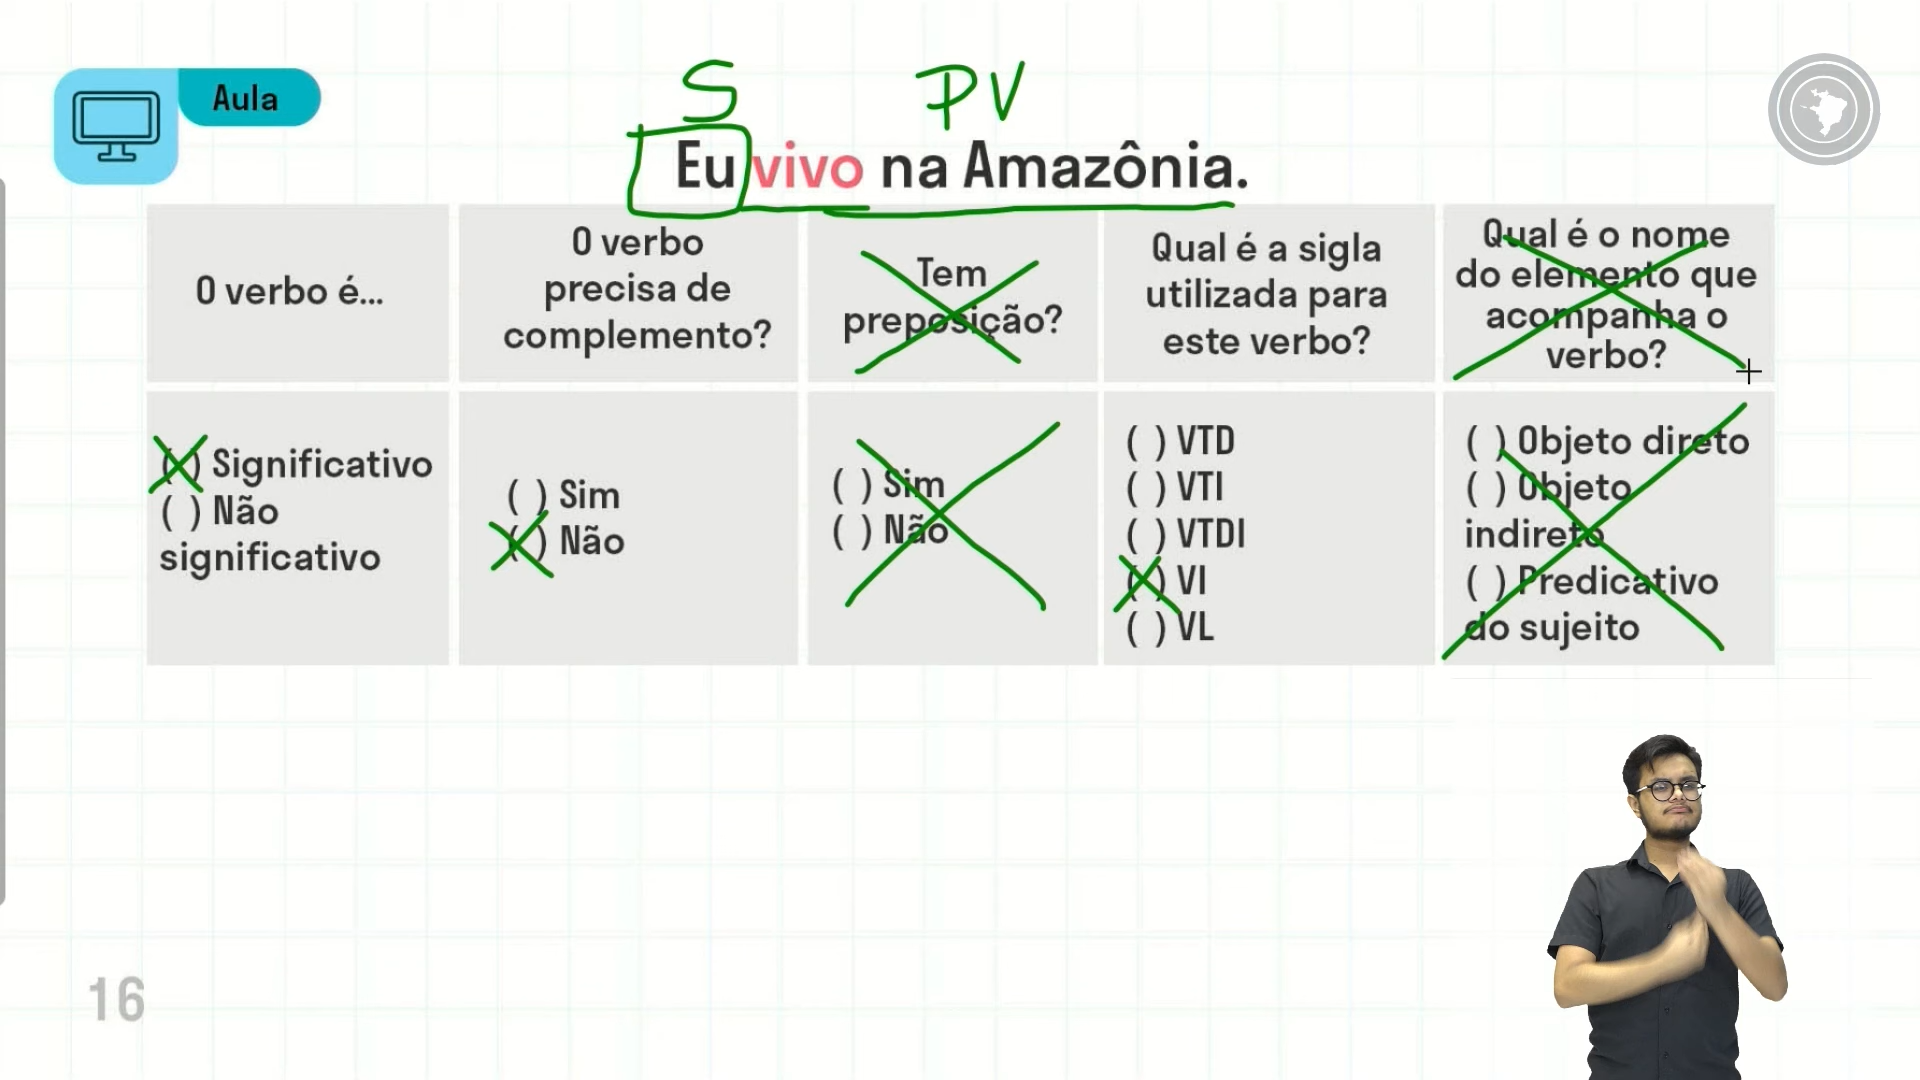 Aula
S PV
Eu vivo na Amazônia.
O verbo é...
O verbo
precisa de
complemento?
Tem
preposição?
Qual é a sigla
utilizada para
este verbo?
Qual é o nome
do elemento que
acompanha o
verbo?
(X) Significativo
( ) Não
significativo
( ) Sim
(X) Não
( ) Sim
( ) Não
( ) VTD
( ) VTI
( ) VTDI
(X) VI
( ) VL
( ) Objeto direto
( ) Objeto
indireto
( ) Predicativo
do sujeito
16